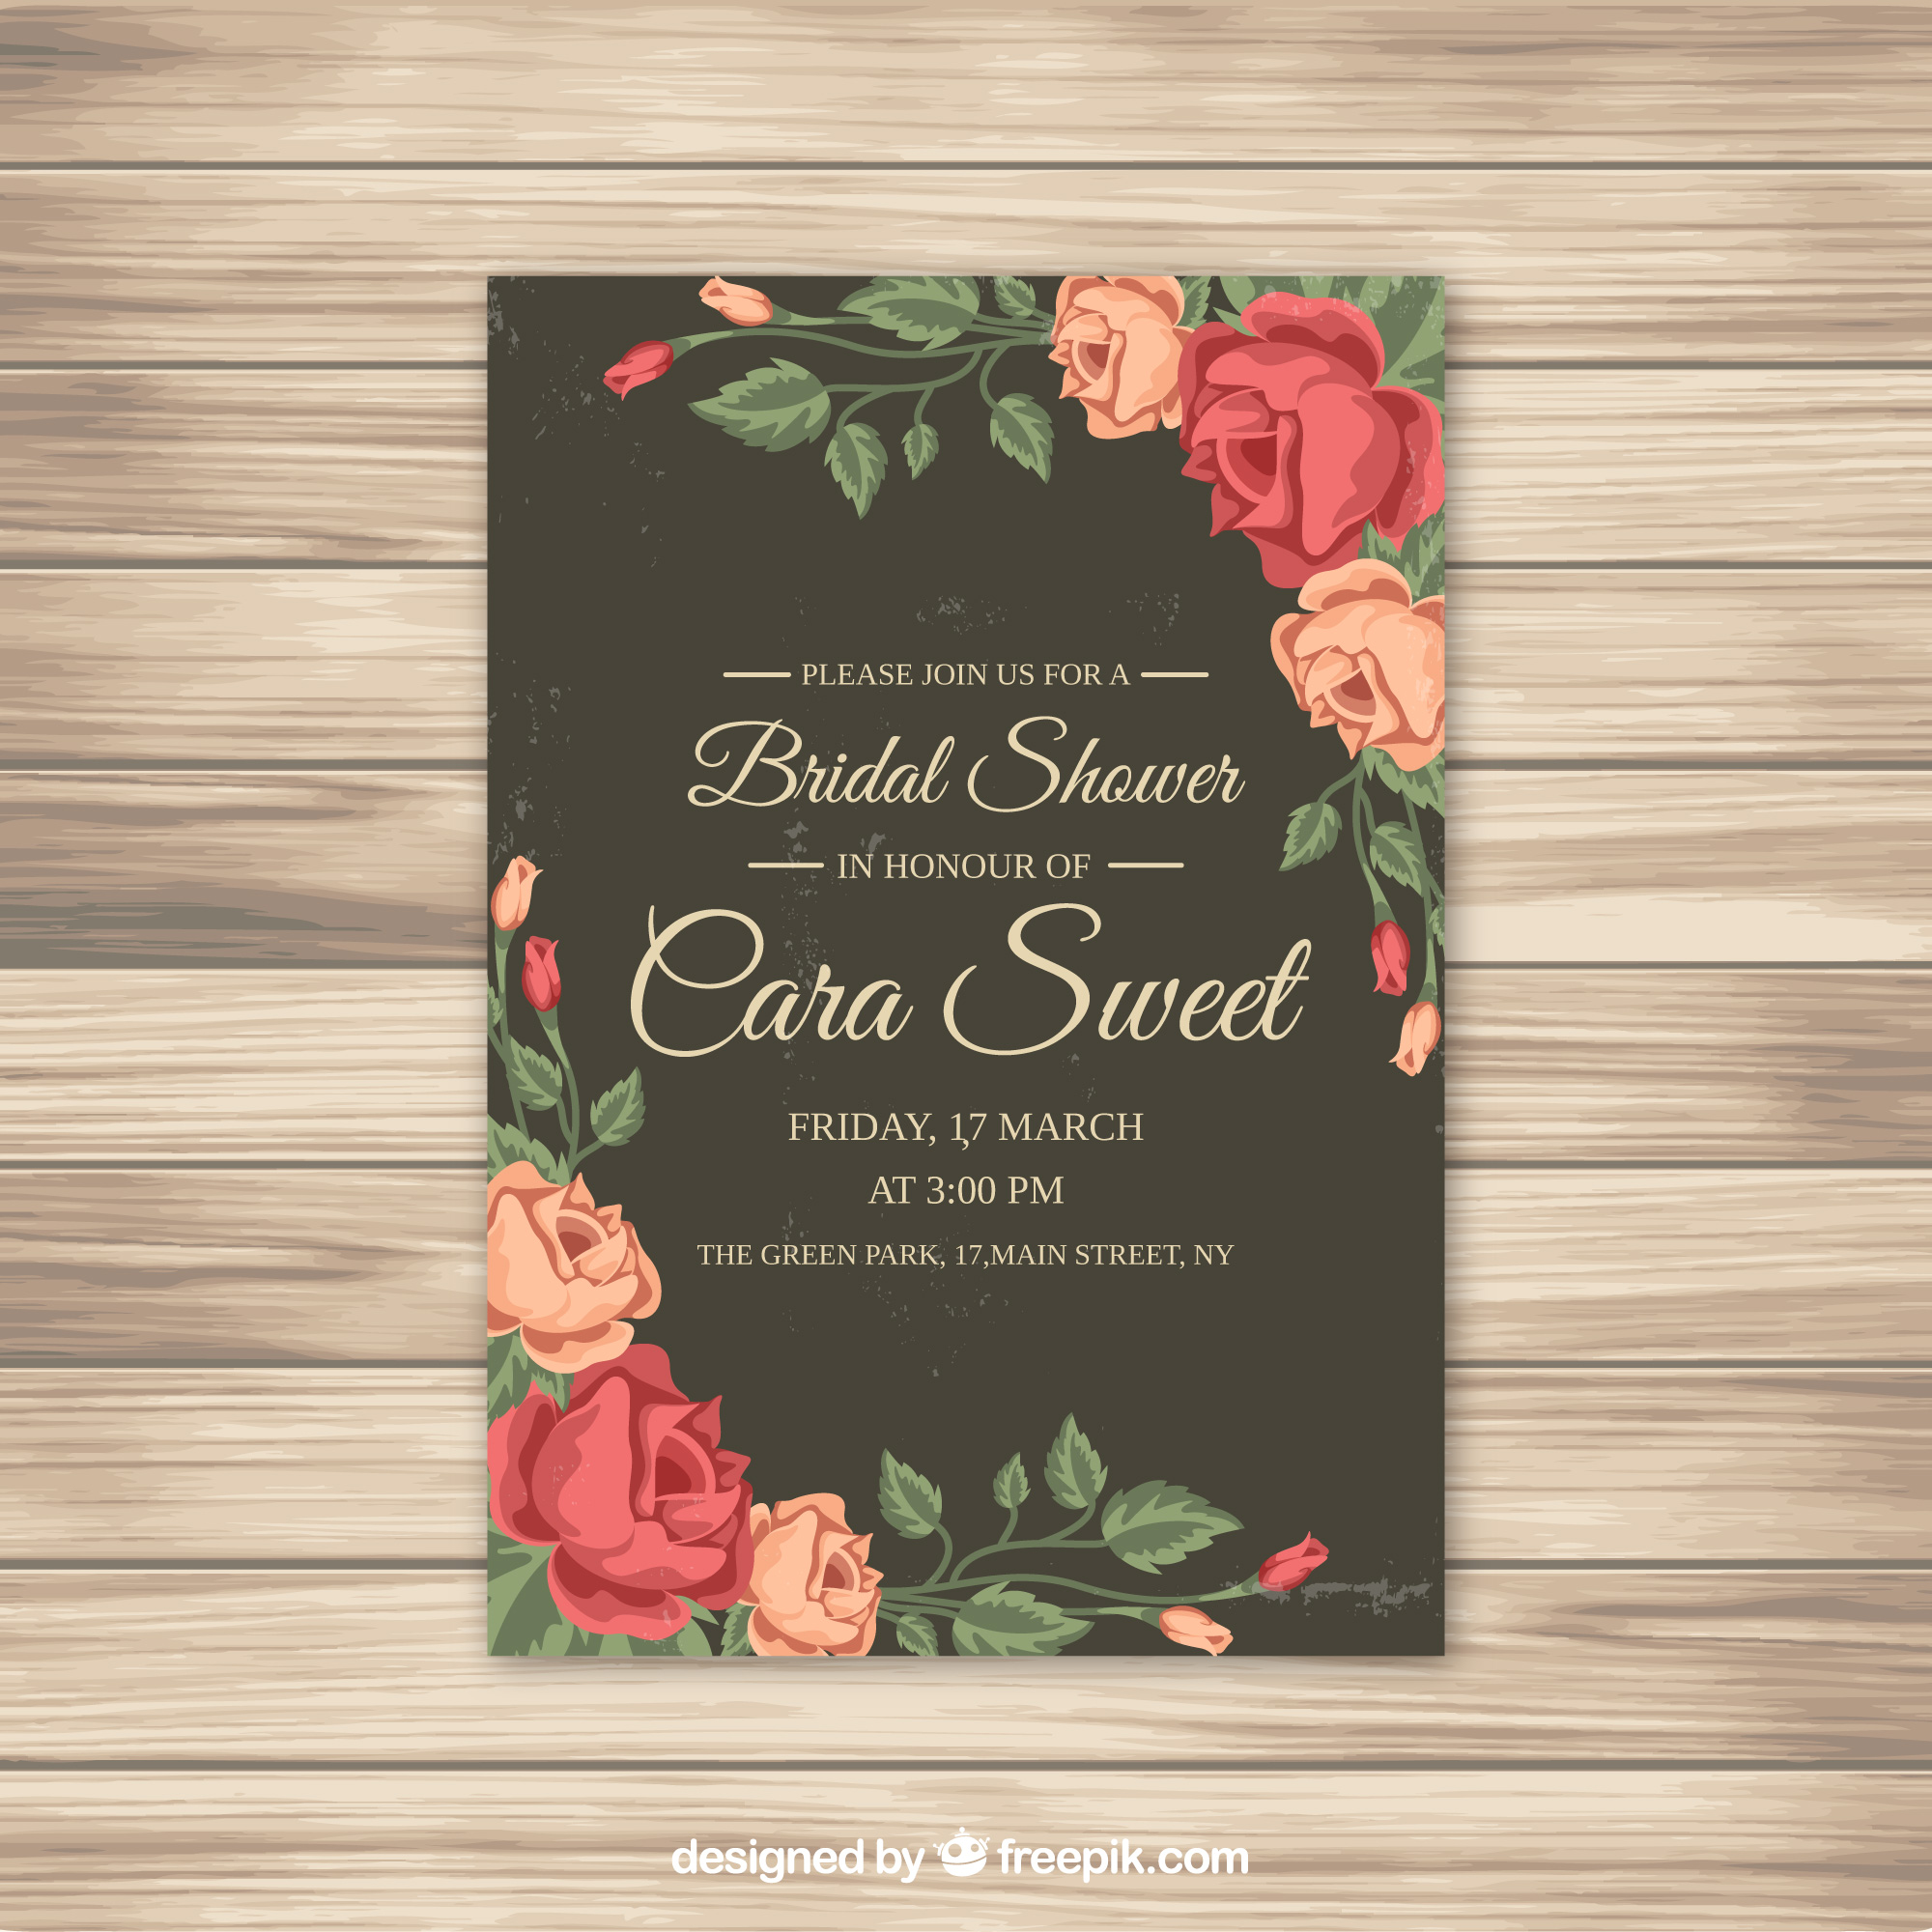 PLEASE JOIN US FOR A
Bridal Shower
IN HONOUR OF
Cara Sweet
FRIDAY, 17 MARCH
AT 3:00 PM
THE GREEN PARK, 17,MAIN STREET, NY
designed by freepik.com